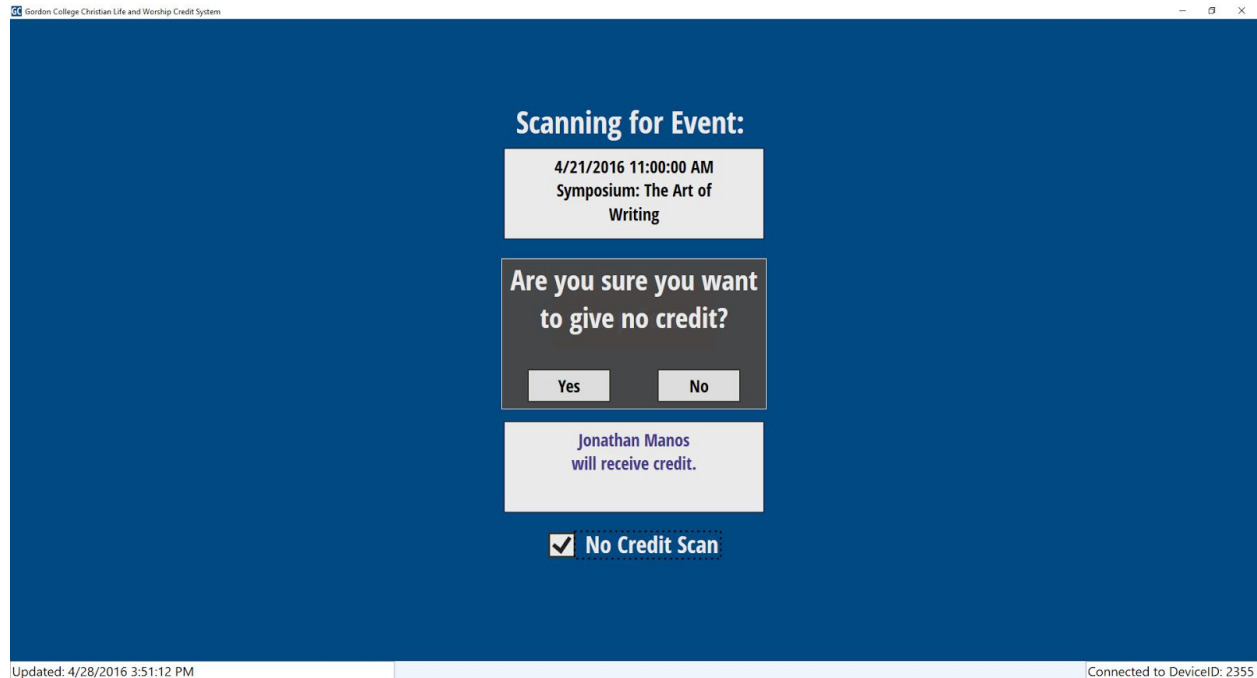 GC Gordon College Christian Life and Worship Credit System
Scanning for Event:
4/21/2016 11:00:00 AM
Symposium: The Art of
Writing
Are you sure you want
to give no credit?
Yes No
Jonathan Manos
will receive credit.
No Credit Scan
Updated: 4/28/2016 3:51:12 PM Connected to DeviceID: 2355